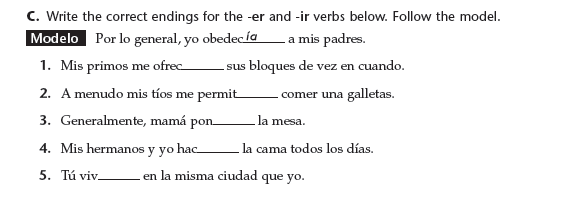 C. Write the correct endings for the -er and -ir verbs below. Follow the model.
Modelo Por lo general, yo obedecía a mis padres.
1. Mis primos me ofrec______ sus bloques de vez en cuando.
2. A menudo mis tíos me permit______ comer una galletas.
3. Generalmente, mamá pon______ la mesa.
4. Mis hermanos y yo hac______ la cama todos los días.
5. Tú viv______ en la misma ciudad que yo.